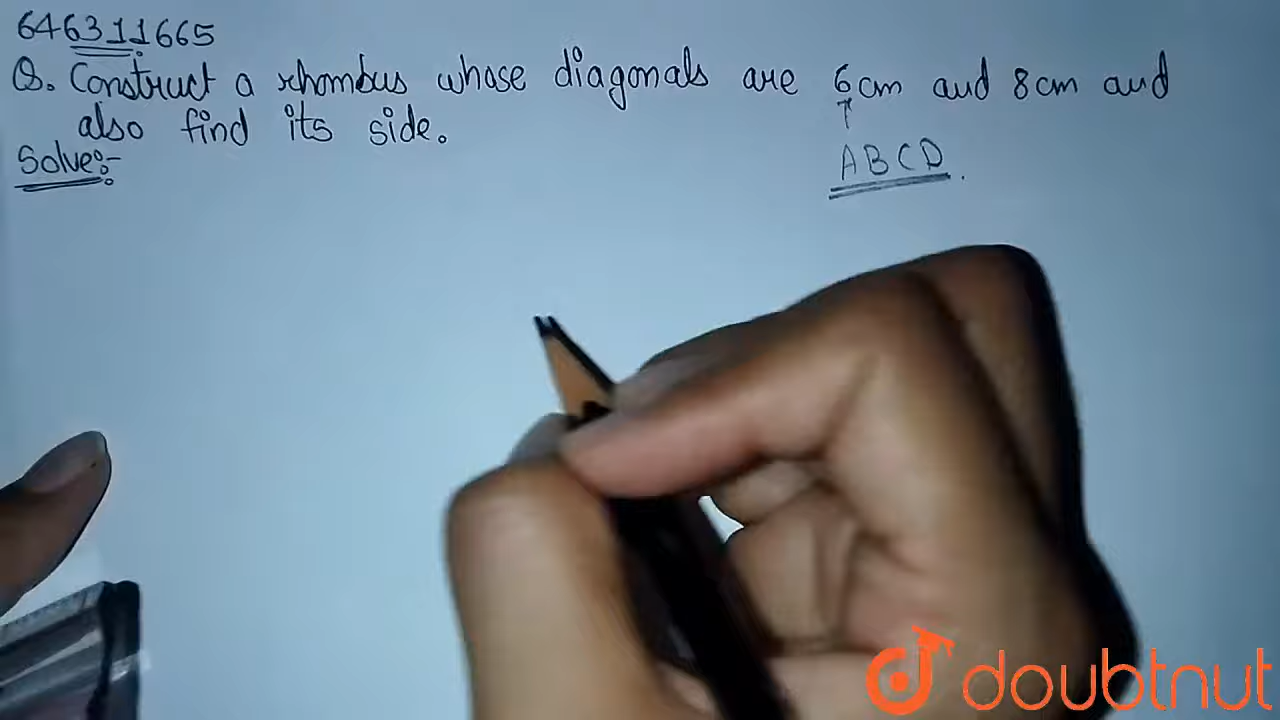 646311665
Q. Construct a rhombus whose diagonals are 6cm and 8cm and
also find its side.
Solve:-
ABCD.
doubtnut